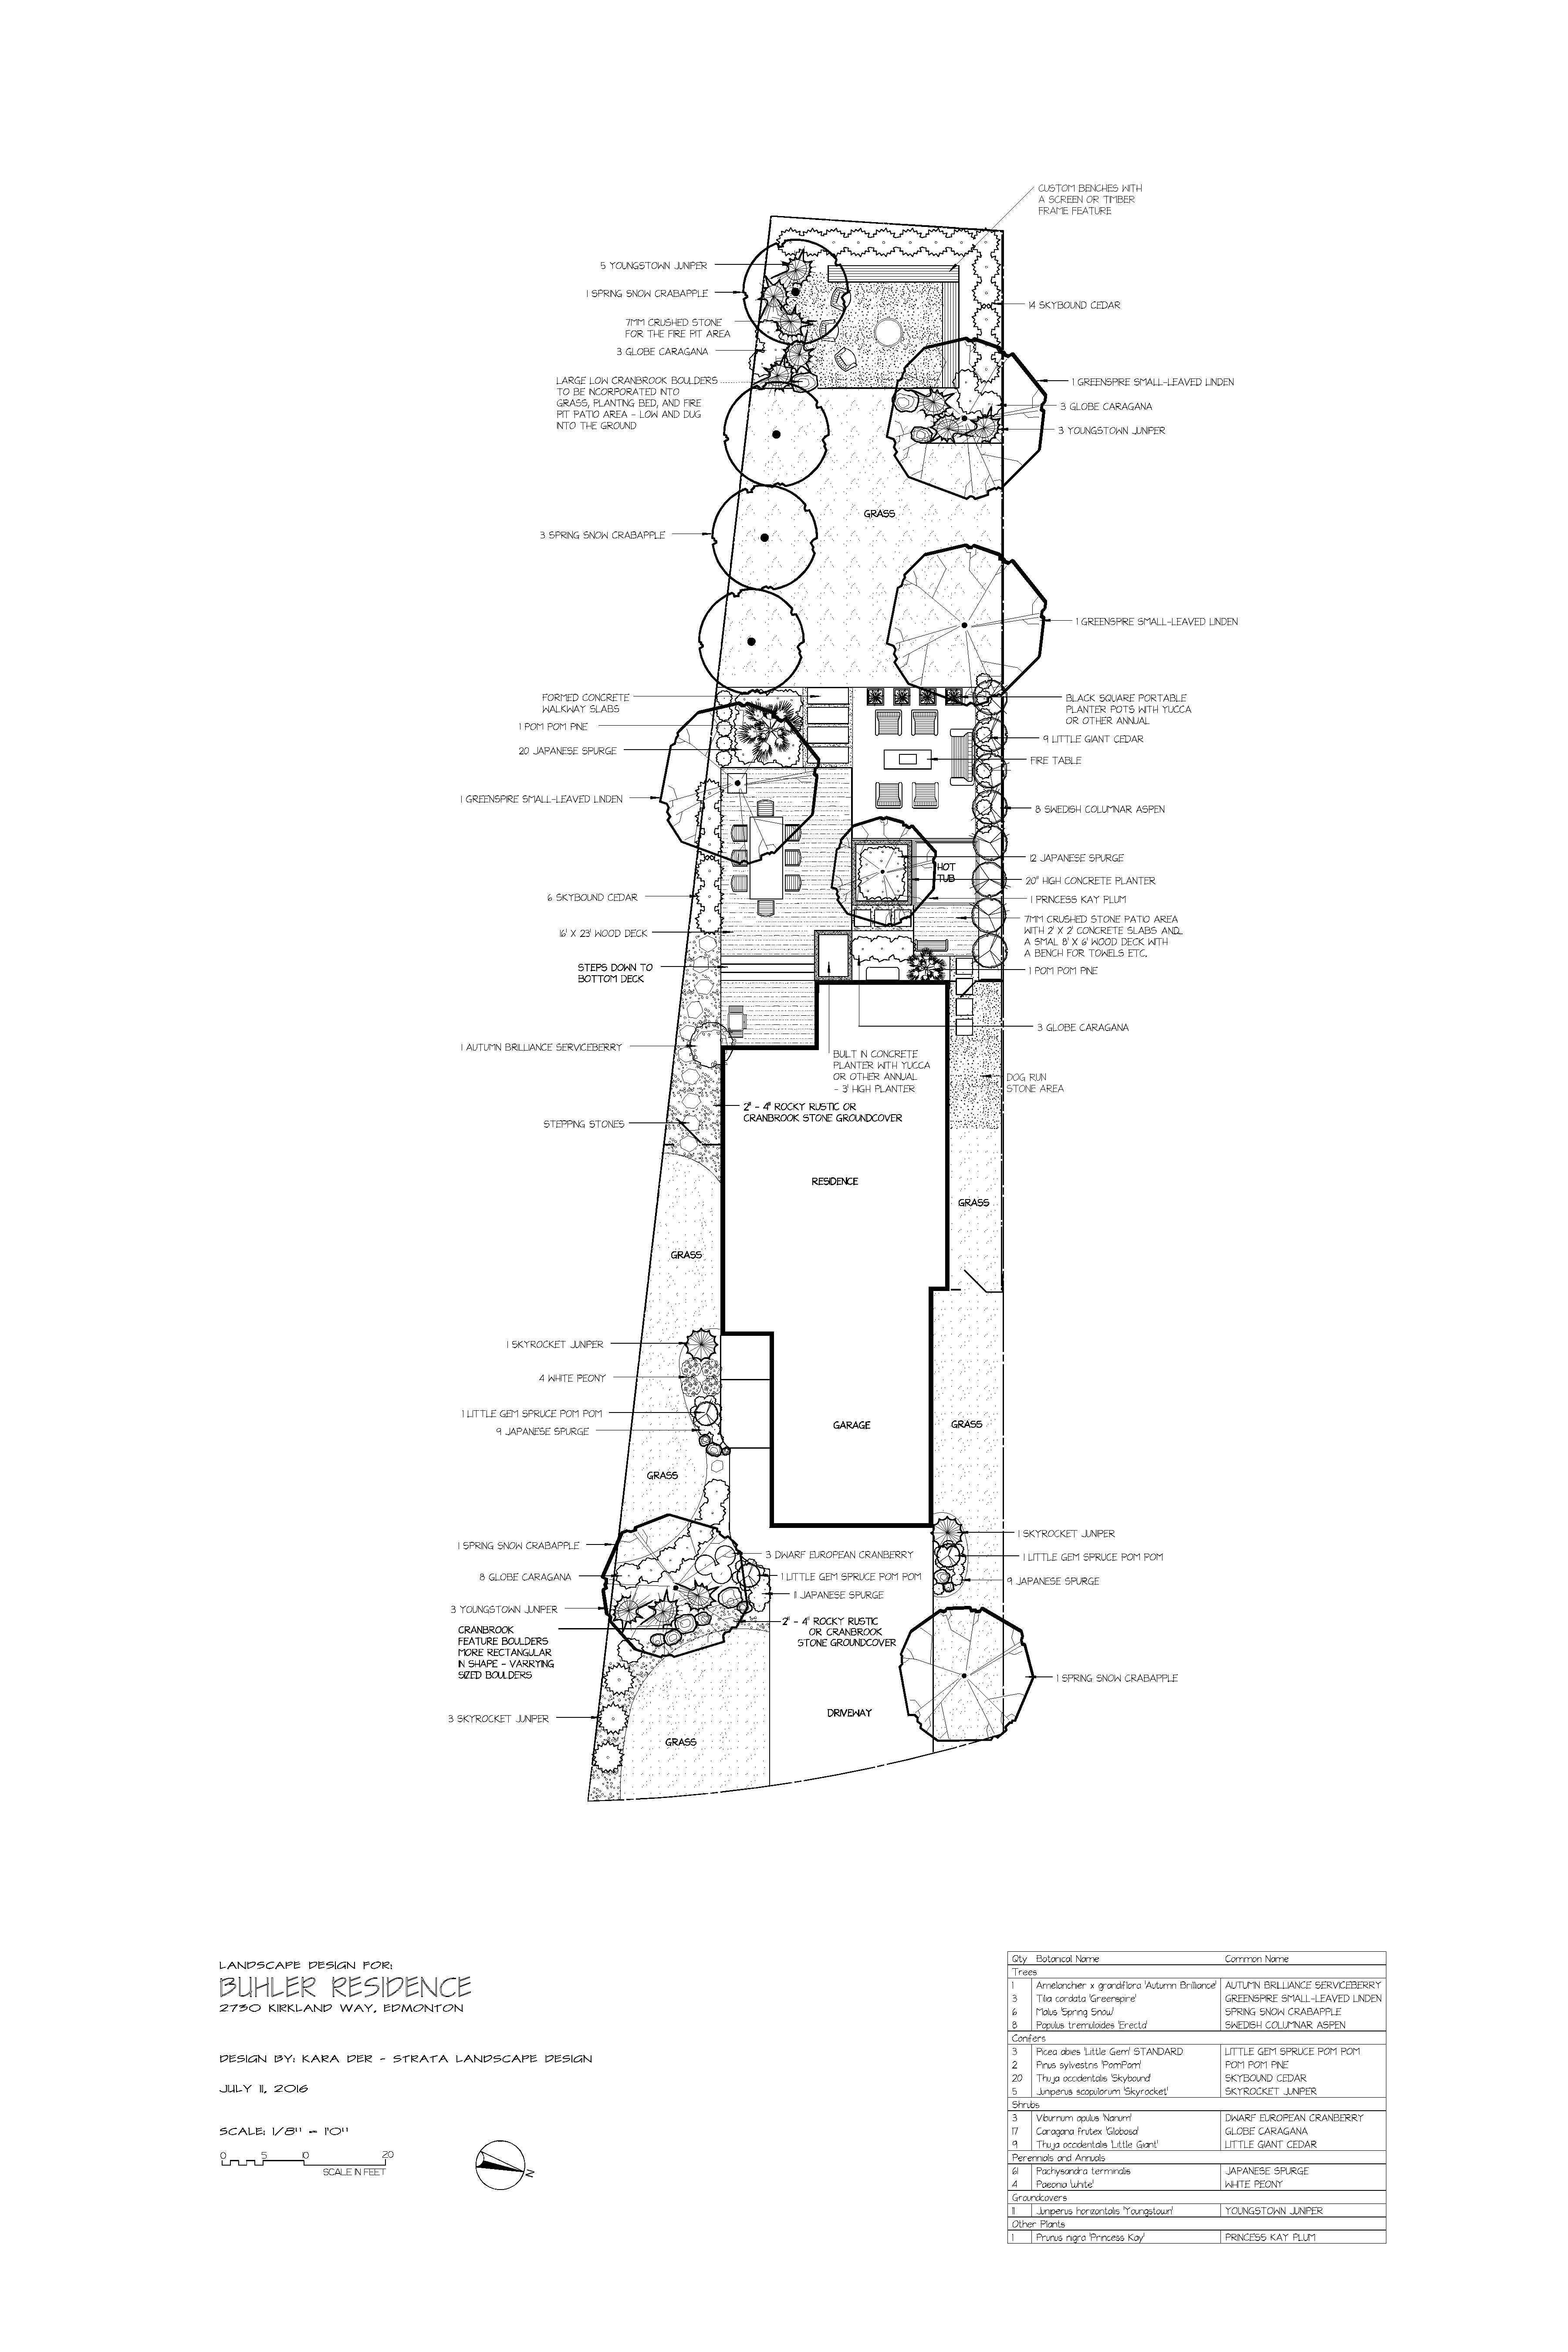 CUSTOM BENCHES WITH
A SCREEN OR TIMBER
FRAME FEATURE
5 YOUNGSTOWN JUNIPER
1 SPRING SNOW CRABAPPLE
14 SKYBOUND CEDAR
7MM CRUSHED STONE
FOR THE FIRE PIT AREA
3 GLOBE CARAGANA
LARGE LOW CRANBROOK BOULDERS
TO BE INCORPORATED INTO
GRASS, PLANTING BED, AND FIRE
PIT PATIO AREA - LOW AND DUG
INTO THE GROUND
1 GREENSPIRE SMALL-LEAVED LINDEN
3 GLOBE CARAGANA
3 YOUNGSTOWN JUNIPER
GRASS
3 SPRING SNOW CRABAPPLE
1 GREENSPIRE SMALL-LEAVED LINDEN
FORMED CONCRETE
WALKWAY SLABS
1 POM POM PINE
20 JAPANESE SPURGE
1 GREENSPIRE SMALL-LEAVED LINDEN
BLACK SQUARE PORTABLE
PLANTER POTS WITH YUCCA
OR OTHER ANNUAL
9 LITTLE GIANT CEDAR
FIRE TABLE
8 SWEDISH COLUMNAR ASPEN
HOT
TUB
12 JAPANESE SPURGE
20" HIGH CONCRETE PLANTER
1 PRINCESS KAY PLUM
7MM CRUSHED STONE PATIO AREA
WITH 2' X 2' CONCRETE SLABS AND
A SMAL 8' X 6' WOOD DECK WITH
A BENCH FOR TOWELS ETC.
1 POM POM PINE
6 SKYBOUND CEDAR
16' X 23' WOOD DECK
STEPS DOWN TO
BOTTOM DECK
3 GLOBE CARAGANA
1 AUTUMN BRILLIANCE SERVICEBERRY
BUILT IN CONCRETE
PLANTER WITH YUCCA
OR OTHER ANNUAL
- 3' HIGH PLANTER
DOG RUN
STONE AREA
2" - 4" ROCKY RUSTIC OR
CRANBROOK STONE GROUNDCOVER
STEPPING STONES
RESIDENCE
GRASS
GRASS
1 SKYROCKET JUNIPER
4 WHITE PEONY
1 LITTLE GEM SPRUCE POM POM
9 JAPANESE SPURGE
GARAGE
GRASS
GRASS
1 SPRING SNOW CRABAPPLE
8 GLOBE CARAGANA
3 YOUNGSTOWN JUNIPER
CRANBROOK
FEATURE BOULDERS
MORE RECTANGULAR
IN SHAPE - VARRYING
SIZED BOULDERS
3 DWARF EUROPEAN CRANBERRY
1 LITTLE GEM SPRUCE POM POM
11 JAPANESE SPURGE
2" - 4" ROCKY RUSTIC
OR CRANBROOK
STONE GROUNDCOVER
1 SKYROCKET JUNIPER
1 LITTLE GEM SPRUCE POM POM
9 JAPANESE SPURGE
1 SPRING SNOW CRABAPPLE
3 SKYROCKET JUNIPER
DRIVEWAY
GRASS
LANDSCAPE DESIGN FOR:
BUHLER RESIDENCE
2730 KIRKLAND WAY, EDMONTON
DESIGN BY: KARA DER - STRATA LANDSCAPE DESIGN
JULY 11, 2016
SCALE: 1/8" = 1'0"
0 5 10 20
SCALE IN FEET
N
Qty Botanical Name Common Name
Trees
1 Amelanchier x grandiflora 'Autumn Brilliance' AUTUMN BRILLIANCE SERVICEBERRY
3 Tilia cordata 'Greenspire' GREENSPIRE SMALL-LEAVED LINDEN
6 Malus 'Spring Snow' SPRING SNOW CRABAPPLE
8 Populus tremuloides 'Erecta' SWEDISH COLUMNAR ASPEN
Conifers
3 Picea abies 'Little Gem' STANDARD LITTLE GEM SPRUCE POM POM
2 Pinus sylvestris 'PomPom' POM POM PINE
20 Thuja occidentalis 'Skybound' SKYBOUND CEDAR
5 Juniperus scopulorum 'Skyrocket' SKYROCKET JUNIPER
Shrubs
3 Viburnum opulus 'Nanum' DWARF EUROPEAN CRANBERRY
17 Caragana frutex 'Globosa' GLOBE CARAGANA
9 Thuja occidentalis 'Little Giant' LITTLE GIANT CEDAR
Perennials and Annuals
61 Pachysandra terminalis JAPANESE SPURGE
4 Paeonia 'white' WHITE PEONY
Groundcovers
11 Juniperus horizontalis 'Youngstown' YOUNGSTOWN JUNIPER
Other Plants
1 Prunus nigra 'Princess Kay' PRINCESS KAY PLUM